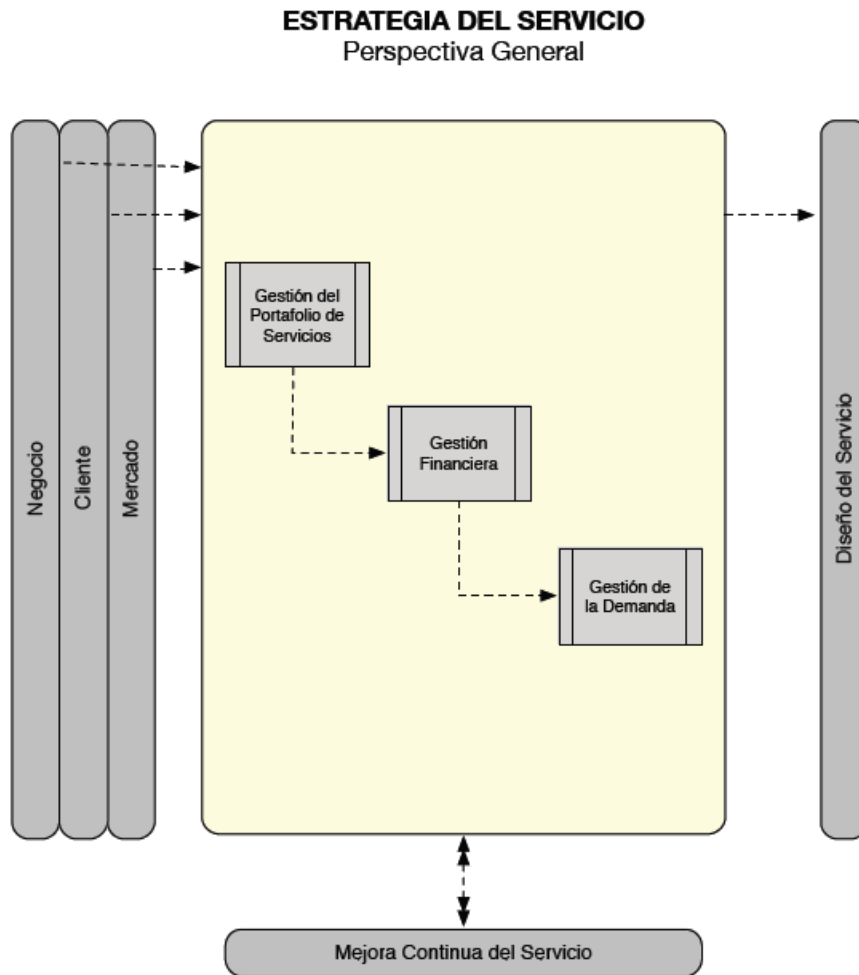 ESTRATEGIA DEL SERVICIO
Perspectiva General
Negocio
Cliente
Mercado
Gestión del
Portafolio de
Servicios
Gestión
Financiera
Gestión de
la Demanda
Diseño del Servicio
Mejora Continua del Servicio